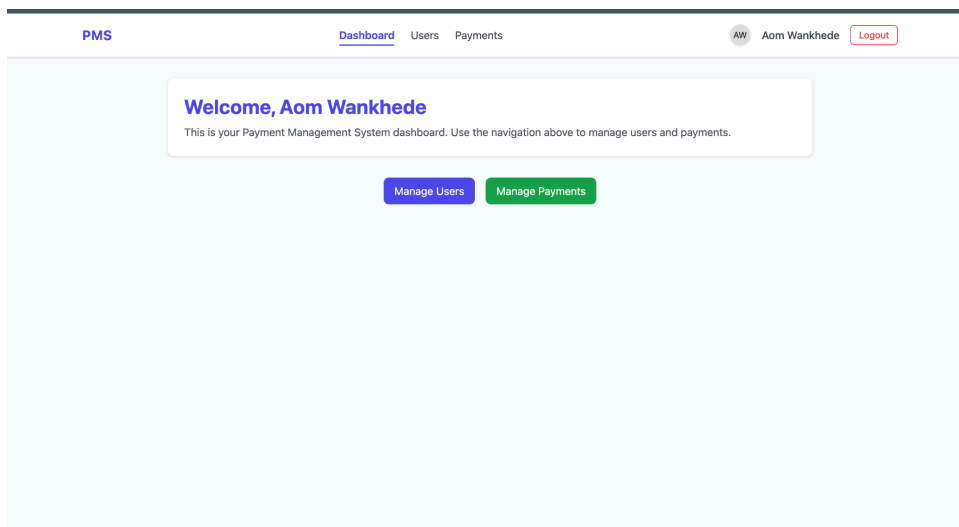 PMS Dashboard Users Payments AW Aom Wankhede Logout
Welcome, Aom Wankhede
This is your Payment Management System dashboard. Use the navigation above to manage users and payments.
Manage Users Manage Payments